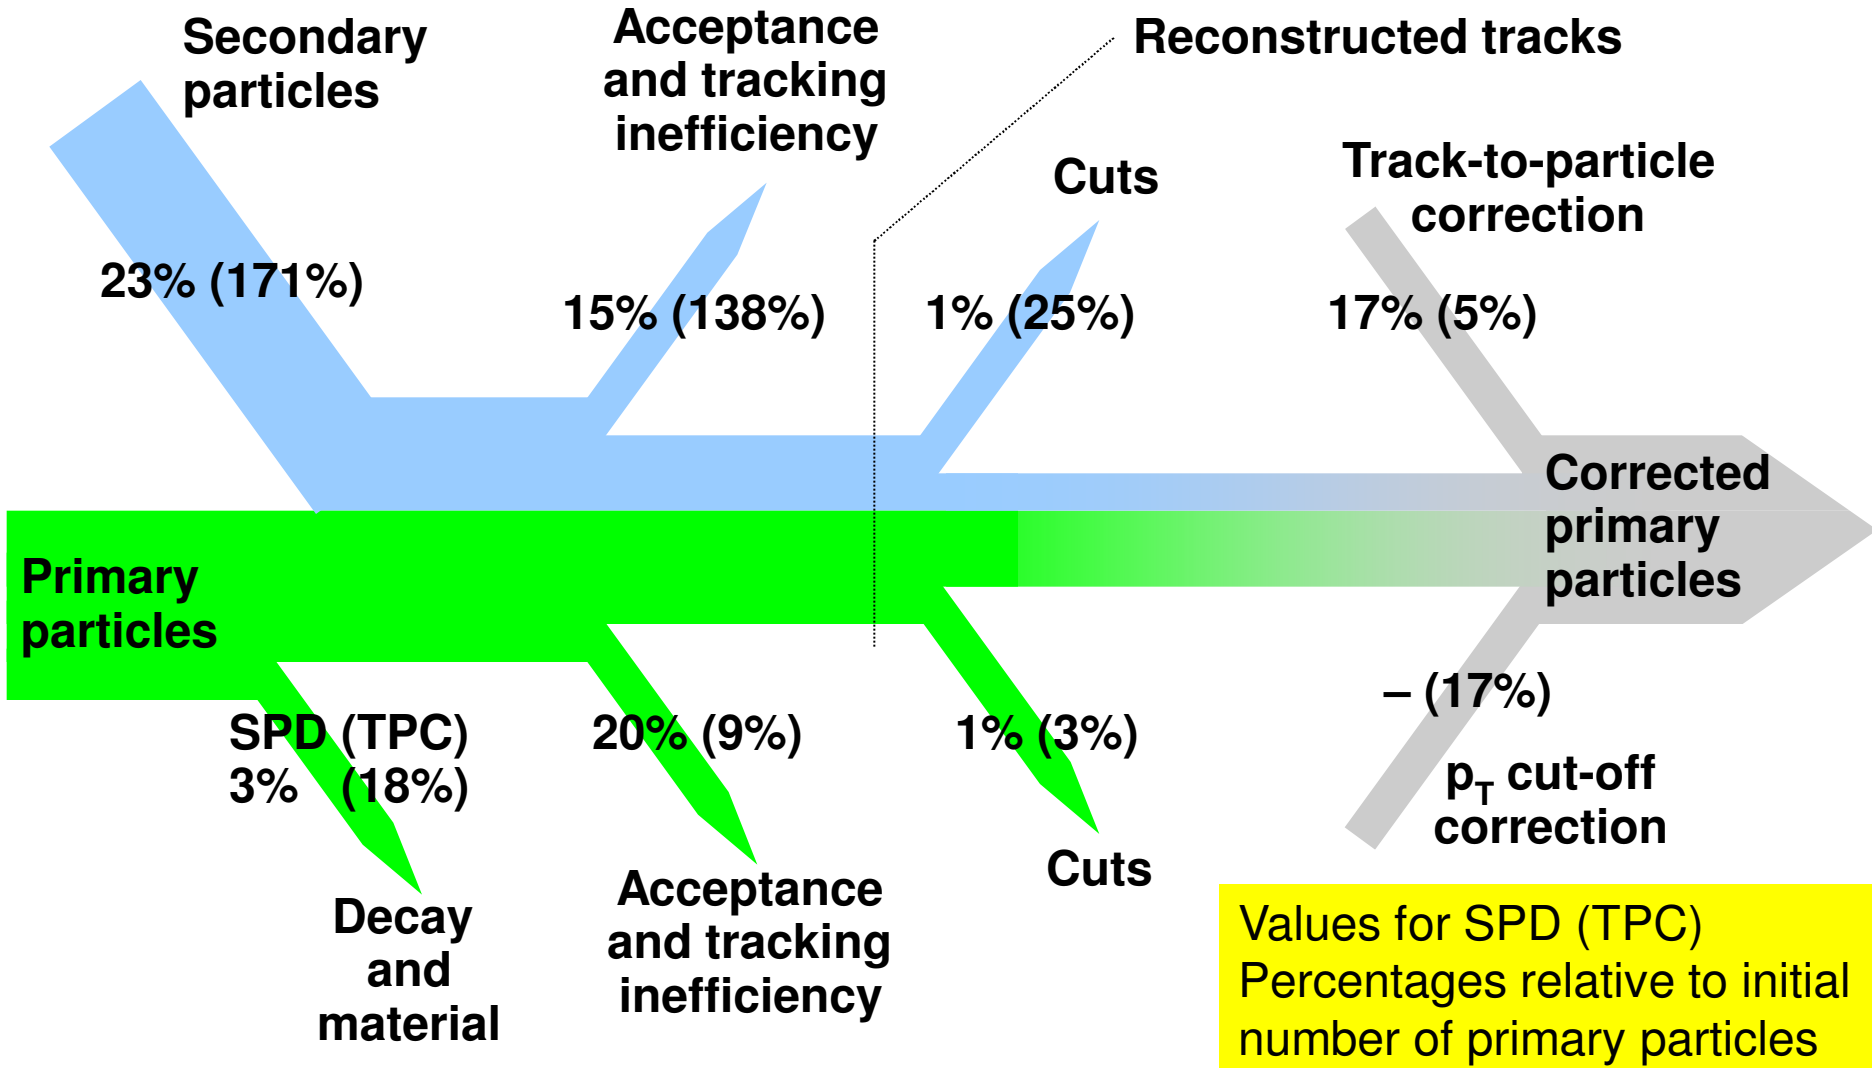 Secondary
particles
Acceptance
and tracking
inefficiency
Reconstructed tracks
Cuts
Track-to-particle
correction
23% (171%)
15% (138%)
1% (25%)
17% (5%)
Corrected
primary
particles
Primary
particles
SPD (TPC)
3% (18%)
20% (9%)
1% (3%)
– (17%)
pT cut-off
correction
Decay
and
material
Acceptance
and tracking
inefficiency
Cuts
Values for SPD (TPC)
Percentages relative to initial
number of primary particles